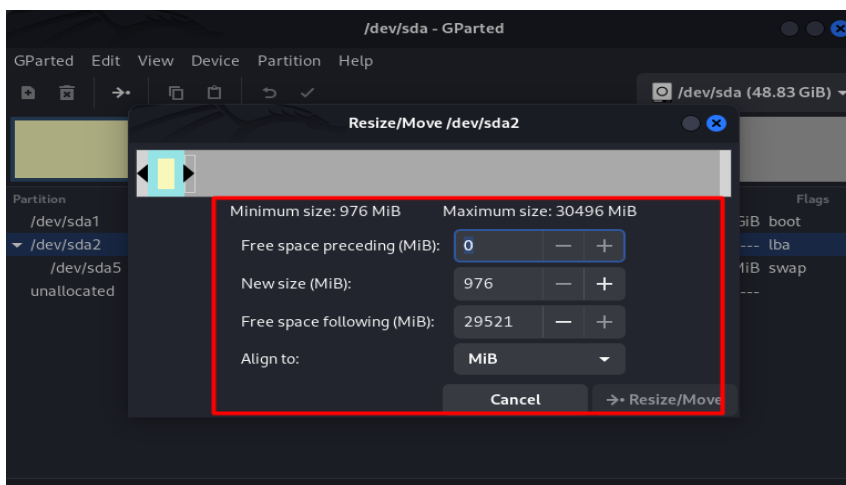 /dev/sda - GParted
GParted Edit View Device Partition Help
/dev/sda (48.83 GiB)
Resize/Move /dev/sda2
Minimum size: 976 MiB Maximum size: 30496 MiB
Partition Flags
/dev/sda1 GiB boot
Free space preceding (MiB): 0
/dev/sda2 --- lba
/dev/sda5 MiB swap
New size (MiB): 976
unallocated ---
Free space following (MiB): 29521
Align to: MiB
Cancel Resize/Move